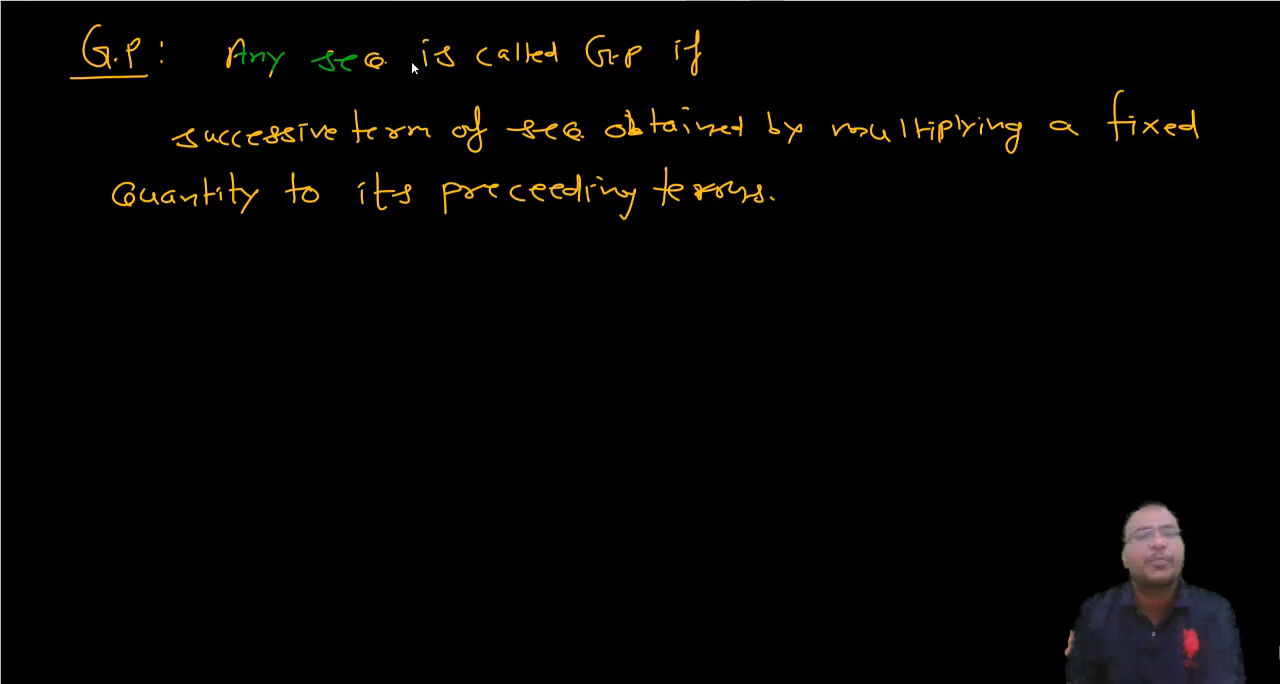 G.P : Any seq is called G.P if
successive term of seq obtained by multiplying a fixed
quantity to its preceeding terms.